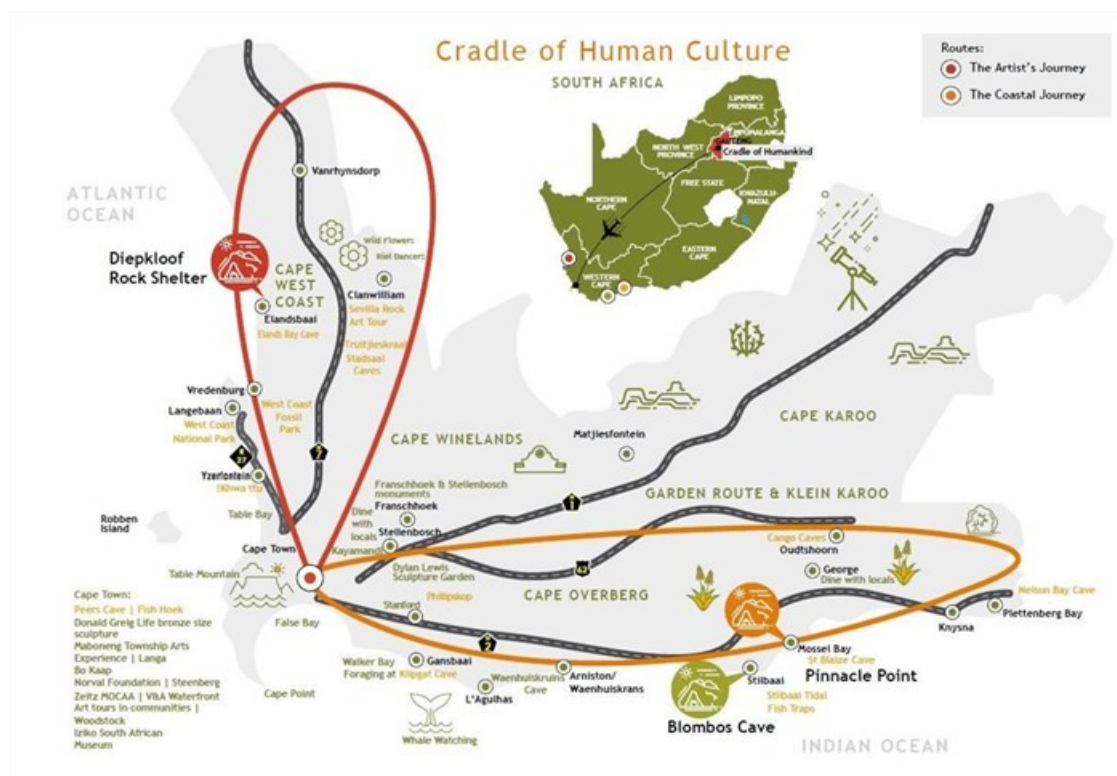 Cradle of Human Culture
SOUTH AFRICA
Routes:
The Artist's Journey
The Coastal Journey
LIMPOPO
PROVINCE
MPUMALANGA
GAUTENG
Cradle of Humankind
NORTH WEST
PROVINCE
FREE STATE
KWAZULU-
NATAL
NORTHERN
CAPE
EASTERN
CAPE
WESTERN
CAPE
ATLANTIC
OCEAN
Vanrhynsdorp
Diepkloof
Rock Shelter
Wild Flowers
Riel Dancers
CAPE
WEST
COAST
Clanwilliam
Sevilla Rock
Art Tour
Truitjieskraal
Stadsaal
Caves
Elandsbaai
Elands Bay Cave
Vredenburg
Langebaan
West Coast
National Park
West Coast
Fossil
Park
R
27
N
7
Yzerfontein
!Khwa ttu
Table Bay
Robben
Island
Cape Town
Table Mountain
False Bay
Cape Point
CAPE WINELANDS
Matjiesfontein
CAPE KAROO
Franschhoek & Stellenbosch
monuments
Franschhoek
Dine
with
locals
Stellenbosch
Kayamandi
Dylan Lewis
Sculpture Garden
N
1
GARDEN ROUTE & KLEIN KAROO
62
Cango Caves
Oudtshoorn
George
Dine with locals
CAPE OVERBERG
Phillipskop
Stanford
N
2
Nelson Bay Cave
Plettenberg Bay
Knysna
Mossel Bay
St Blaize Cave
Pinnacle Point
Walker Bay
Foraging at Klipgat Cave
Gansbaai
Waenhuiskruins
Cave
Arniston/
Waenhuiskrans
L'Agulhas
Whale Watching
Stilbaai
Stilbaai Tidal
Fish Traps
Blombos Cave
INDIAN OCEAN
Cape Town:
Peers Cave | Fish Hoek
Donald Greig Life bronze size
sculpture
Maboneng Township Arts
Experience | Langa
Bo Kaap
Norval Foundation | Steenberg
Zeitz MOCAA | V&A Waterfront
Art tours in communities |
Woodstock
Iziko South African
Museum